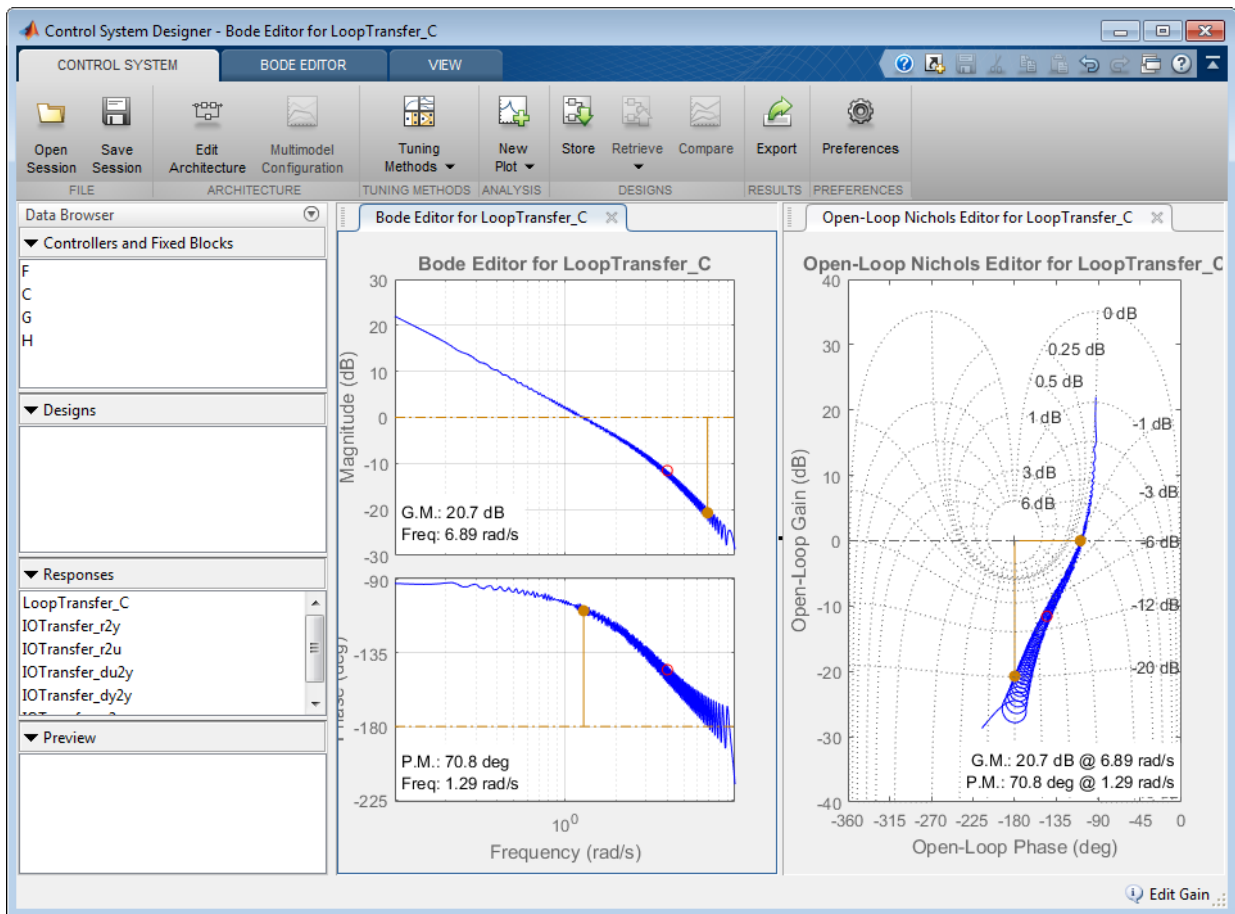 Control System Designer - Bode Editor for LoopTransfer_C
CONTROL SYSTEM
BODE EDITOR
VIEW
Open
Session
Save
Session
Edit
Architecture
Multimodel
Configuration
Tuning
Methods
New
Plot
Store
Retrieve
Compare
Export
Preferences
FILE
ARCHITECTURE
TUNING METHODS
ANALYSIS
DESIGNS
RESULTS
PREFERENCES
Data Browser
Controllers and Fixed Blocks
F
C
G
H
Designs
Responses
LoopTransfer_C
IOTransfer_r2y
IOTransfer_r2u
IOTransfer_du2y
IOTransfer_dy2y
Preview
Bode Editor for LoopTransfer_C
Bode Editor for LoopTransfer_C
Magnitude (dB)
30
20
10
0
-10
-20
-30
G.M.: 20.7 dB
Freq: 6.89 rad/s
(deg)
-90
-135
-180
-225
P.M.: 70.8 deg
Freq: 1.29 rad/s
10^0
Frequency (rad/s)
Open-Loop Nichols Editor for LoopTransfer_C
Open-Loop Nichols Editor for LoopTransfer_C
Open-Loop Gain (dB)
40
30
20
10
0
-10
-20
-30
-40
0 dB
0.25 dB
0.5 dB
1 dB
-1 dB
3 dB
-3 dB
6 dB
-6 dB
-12 dB
-20 dB
G.M.: 20.7 dB @ 6.89 rad/s
P.M.: 70.8 deg @ 1.29 rad/s
-360 -315 -270 -225 -180 -135 -90 -45 0
Open-Loop Phase (deg)
Edit Gain